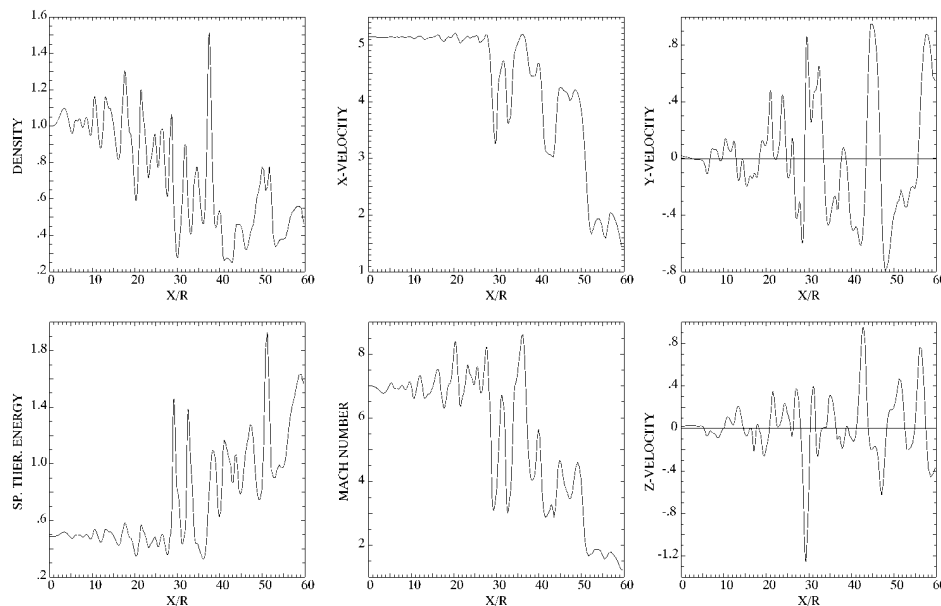 1.6
1.4
1.2
1.0
.8
.6
.4
.2
DENSITY
0 10 20 30 40 50 60
X/R
5
4
3
2
1
X-VELOCITY
0 10 20 30 40 50 60
X/R
.8
.4
0
-.4
-.8
Y-VELOCITY
0 10 20 30 40 50 60
X/R
1.8
1.4
1.0
.6
.2
SP. THER. ENERGY
0 10 20 30 40 50 60
X/R
8
6
4
2
MACH NUMBER
0 10 20 30 40 50 60
X/R
.8
.4
0
-.4
-.8
-1.2
Z-VELOCITY
0 10 20 30 40 50 60
X/R